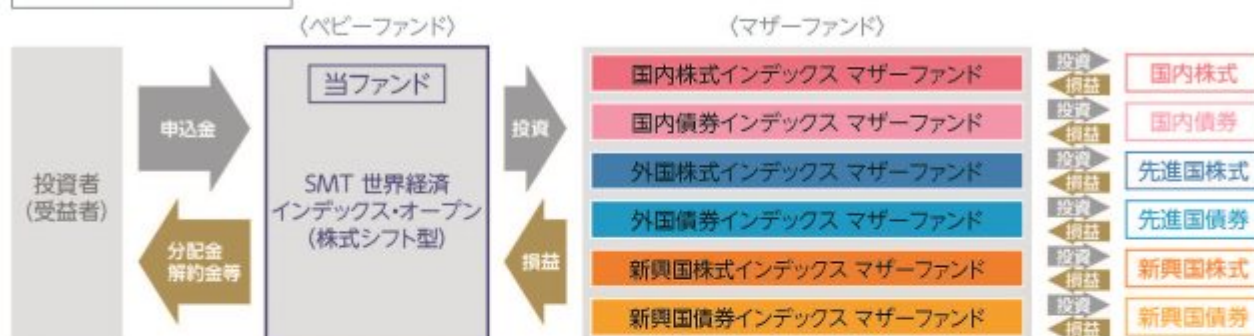 〈ベビーファンド〉
〈マザーファンド〉
投資者
(受益者)
申込金
分配金
解約金等
当ファンド
SMT 世界経済
インデックス・オープン
(株式シフト型)
投資
損益
国内株式インデックス マザーファンド
投資
損益
国内株式
国内債券インデックス マザーファンド
投資
損益
国内債券
外国株式インデックス マザーファンド
投資
損益
先進国株式
外国債券インデックス マザーファンド
投資
損益
先進国債券
新興国株式インデックス マザーファンド
投資
損益
新興国株式
新興国債券インデックス マザーファンド
投資
損益
新興国債券